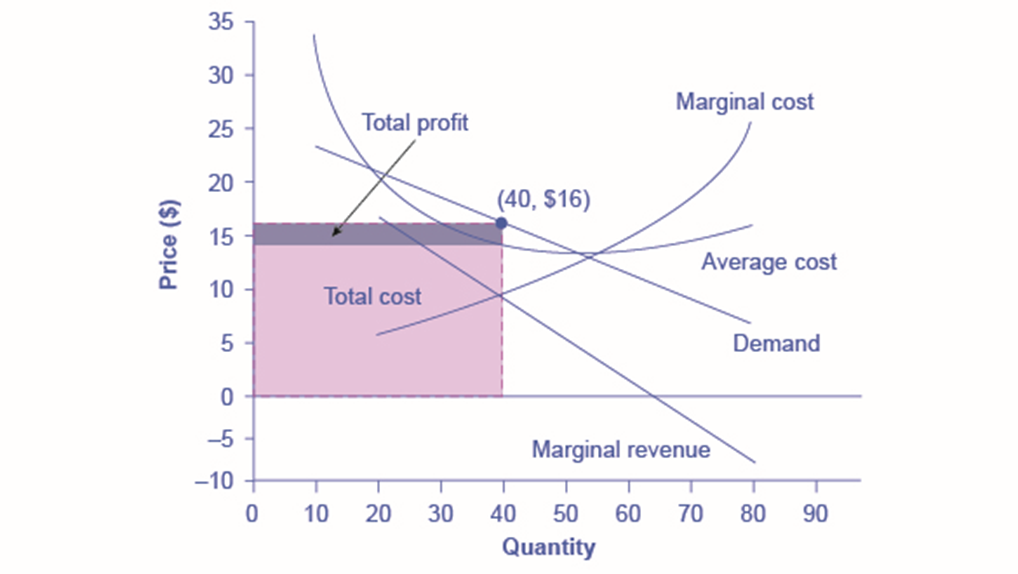 35
30
25
20
15
10
5
0
–5
–10
Price ($)
Total profit
Marginal cost
(40, $16)
Average cost
Total cost
Demand
Marginal revenue
0 10 20 30 40 50 60 70 80 90
Quantity